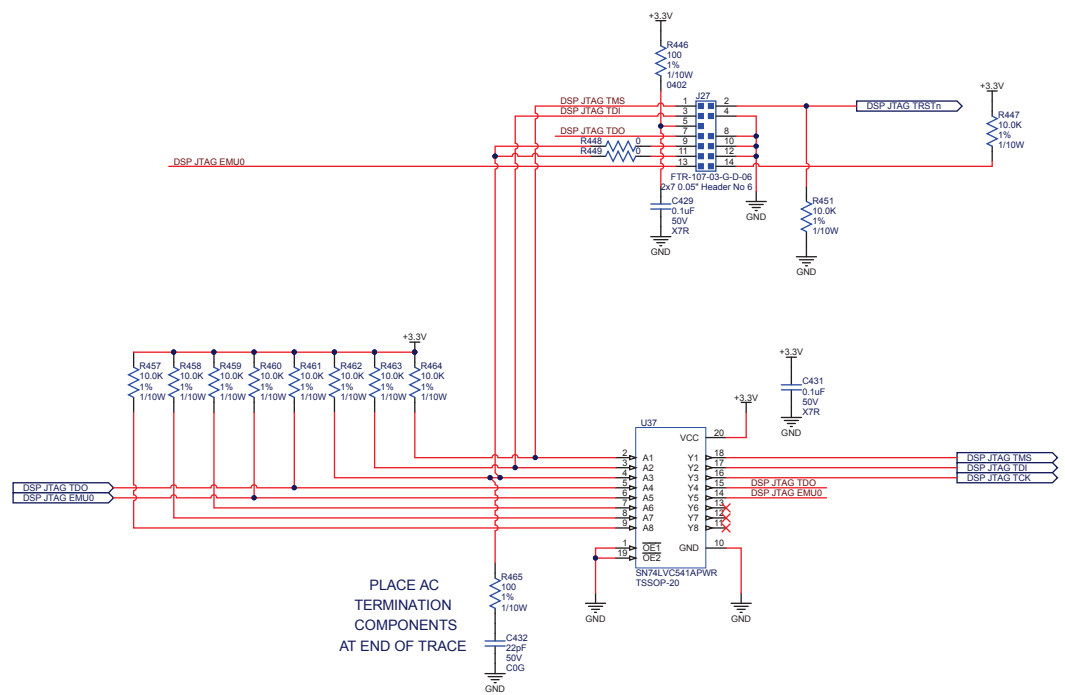 +3.3V
R446
100
1%
1/10W
0402
+3.3V
J27
DSP JTAG TMS
1
2
DSP JTAG TRSTn
DSP JTAG TDI
3
4
R447
10.0K
1%
1/10W
5
DSP JTAG TDO
7
8
R448
0
9
10
R449
0
11
12
DSP JTAG EMU0
13
14
FTR-107-03-G-D-06
2x7 0.05" Header No 6
C429
0.1uF
50V
X7R
GND
GND
R451
10.0K
1%
1/10W
GND
+3.3V
R457
10.0K
1%
1/10W
R458
10.0K
1%
1/10W
R459
10.0K
1%
1/10W
R460
10.0K
1%
1/10W
R461
10.0K
1%
1/10W
R462
10.0K
1%
1/10W
R463
10.0K
1%
1/10W
R464
10.0K
1%
1/10W
+3.3V
C431
0.1uF
50V
X7R
GND
+3.3V
U37
VCC
20
2
A1
Y1
18
DSP JTAG TMS
3
A2
Y2
17
DSP JTAG TDI
4
A3
Y3
16
DSP JTAG TCK
DSP JTAG TDO
5
A4
Y4
15
DSP JTAG TDO
DSP JTAG EMU0
6
A5
Y5
14
DSP JTAG EMU0
7
A6
Y6
13
8
A7
Y7
12
9
A8
Y8
11
1
OE1
GND
10
19
OE2
SN74LVC541APWR
TSSOP-20
GND
GND
R465
100
1%
1/10W
PLACE AC
TERMINATION
COMPONENTS
AT END OF TRACE
C432
22pF
50V
C0G
GND